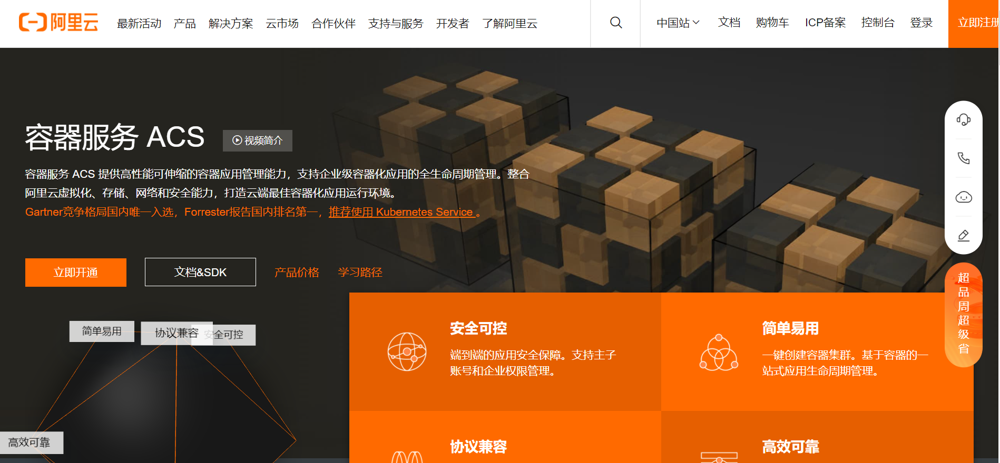 阿里云
最新活动 产品 解决方案 云市场 合作伙伴 支持与服务 开发者 了解阿里云
中国站 文档 购物车 ICP备案 控制台 登录 立即注册
容器服务 ACS
视频简介
容器服务 ACS 提供高性能可伸缩的容器应用管理能力，支持企业级容器化应用的全生命周期管理。整合
阿里云虚拟化、存储、网络和安全能力，打造云端最佳容器化应用运行环境。
Gartner竞争格局国内唯一入选，Forrester报告国内排名第一，推荐使用 Kubernetes Service 。
立即开通 文档&SDK 产品价格 学习路径
简单易用
协议兼容
安全可控
高效可靠
安全可控
端到端的应用安全保障。支持主子
账号和企业权限管理。
简单易用
一键创建容器集群。基于容器的一
站式应用生命周期管理。
协议兼容
高效可靠
超
品
周
超
级
省